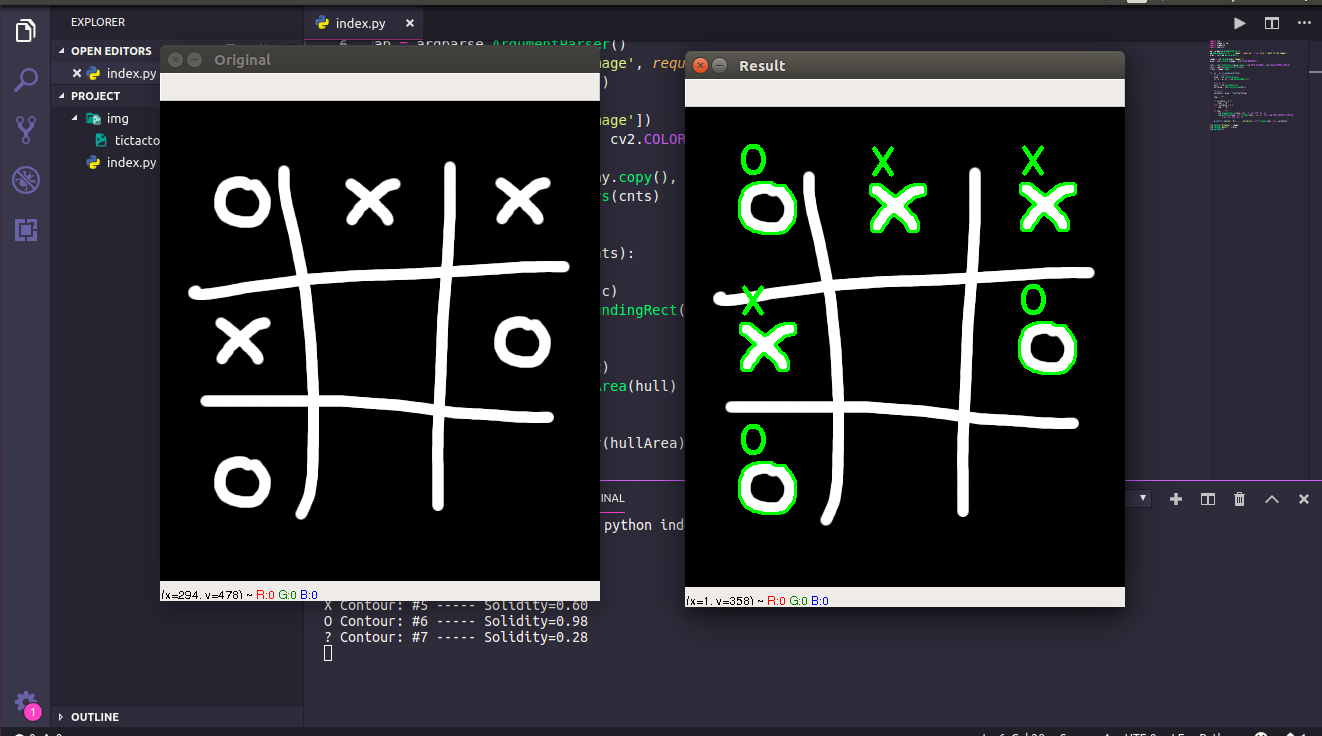 EXPLORER
OPEN EDITORS
index.py
PROJECT
img
tictacto
index.py
OUTLINE
1
index.py
6 ap = argparse.ArgumentParser()
age', requ
)
age'])
cv2.COLOR
y.copy(),
s(cnts)
ts):
c)
ndingRect(
)
Area(hull)
(hullArea)
Original
O X X
X O
O
(x=294, y=478) ~ R:0 G:0 B:0
Result
O X X
O X X
X O
X O
O
O
(x=1, y=358) ~ R:0 G:0 B:0
INAL
python ind
X Contour: #5 ----- Solidity=0.60
O Contour: #6 ----- Solidity=0.98
? Contour: #7 ----- Solidity=0.28